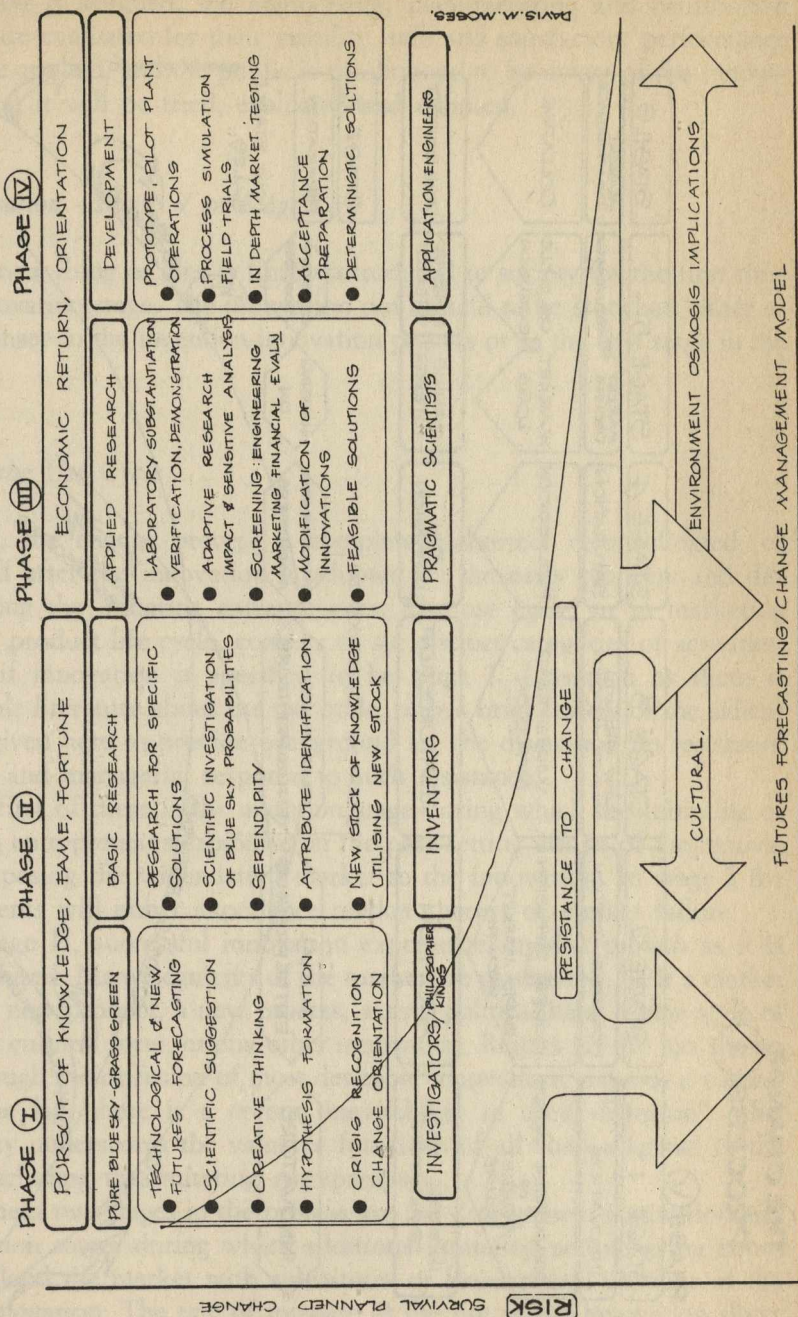 PHASE I
PHASE II
PHASE III
PHASE IV
PURSUIT OF KNOWLEDGE, FAME, FORTUNE
ECONOMIC RETURN, ORIENTATION
PURE BLUE SKY-GRASS GREEN
BASIC RESEARCH
APPLIED RESEARCH
DEVELOPMENT
TECHNOLOGICAL & NEW
● FUTURES FORECASTING
● SCIENTIFIC SUGGESTION
● CREATIVE THINKING
● HYPOTHESIS FORMATION
● CRISIS RECOGNITION
CHANGE ORIENTATION
RESEARCH FOR SPECIFIC
● SOLUTIONS
● SCIENTIFIC INVESTIGATION
OF BLUE SKY PROBABILITIES
● SERENDIPITY
● ATTRIBUTE IDENTIFICATION
● NEW STOCK OF KNOWLEDGE
UTILISING NEW STOCK
LABORATORY SUBSTANTIATION
● VERIFICATION, DEMONSTRATION
● ADAPTIVE RESEARCH
IMPACT & SENSITIVE ANALYSIS
● SCREENING: ENGINEERING
MARKETING FINANCIAL EVALN
● MODIFICATION OF
INNOVATIONS
● FEASIBLE SOLUTIONS
PROTOTYPE, PILOT PLANT
● OPERATIONS
● PROCESS SIMULATION
FIELD TRIALS
● IN DEPTH MARKET TESTING
● ACCEPTANCE
PREPARATION
● DETERMINISTIC SOLUTIONS
INVESTIGATORS/PHILOSOPHER KINGS
INVENTORS
PRAGMATIC SCIENTISTS
APPLICATION ENGINEERS
RESISTANCE TO CHANGE
CULTURAL,
ENVIRONMENT OSMOSIS IMPLICATIONS
FUTURES FORECASTING/CHANGE MANAGEMENT MODEL
RISK SURVIVAL PLANNED CHANGE
DAVIS.M.MOSES.